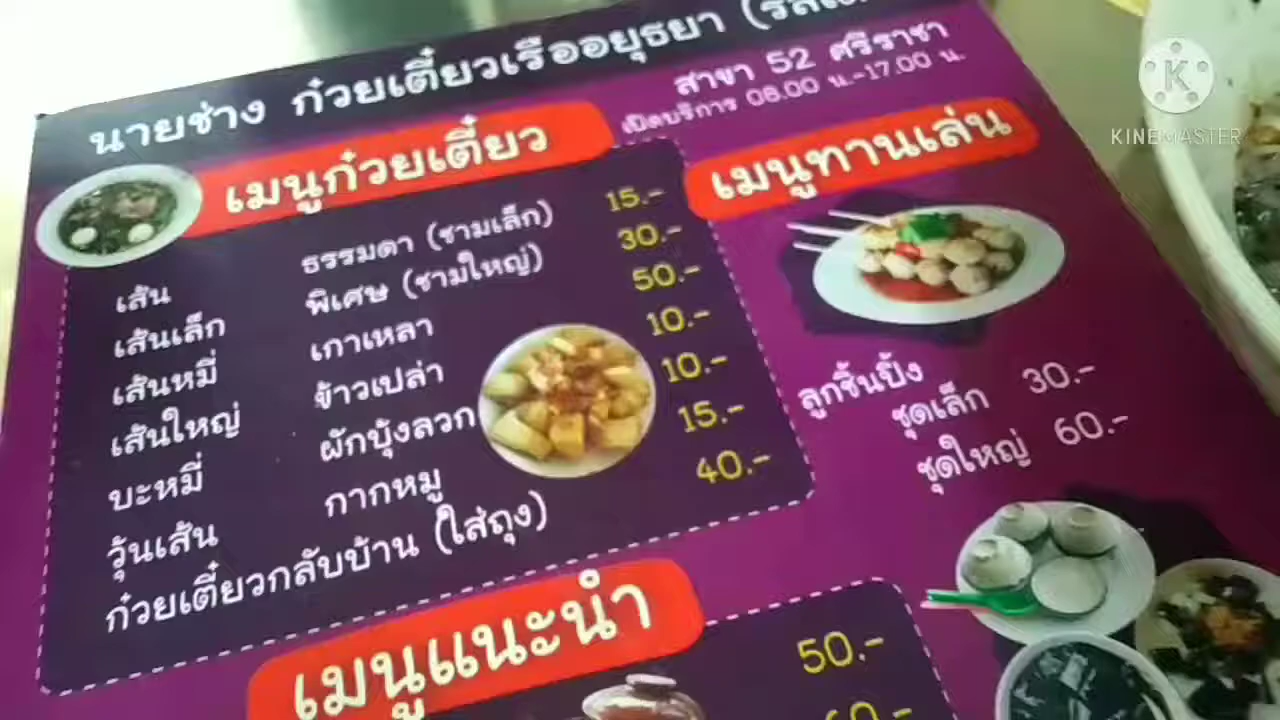 นายช่าง ก๋วยเตี๋ยวเรืออยุธยา
สาขา 52 ศรีราชา
เปิดบริการ 08.00 น.-17.00 น.
เมนูก๋วยเตี๋ยว
เส้น
เส้นเล็ก
เส้นหมี่
เส้นใหญ่
บะหมี่
วุ้นเส้น
ธรรมดา (ชามเล็ก) 15.-
พิเศษ (ชามใหญ่) 30.-
เกาเหลา 50.-
ข้าวเปล่า 10.-
ผักบุ้งลวก 10.-
กากหมู 15.-
ก๋วยเตี๋ยวกลับบ้าน (ใส่ถุง) 40.-
เมนูทานเล่น
ลูกชิ้นปิ้ง
ชุดเล็ก 30.-
ชุดใหญ่ 60.-
เมนูแนะนำ
50.-
K
KINEMASTER